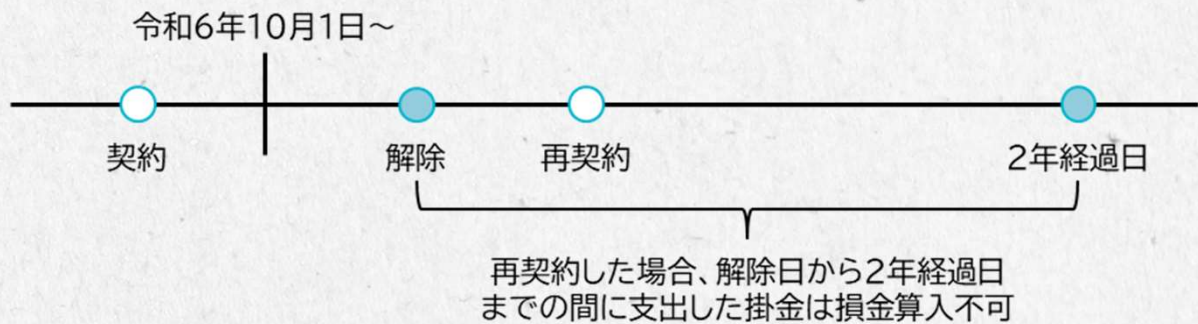 令和6年10月1日～
契約
解除
再契約
2年経過日
再契約した場合、解除日から2年経過日
までの間に支出した掛金は損金算入不可